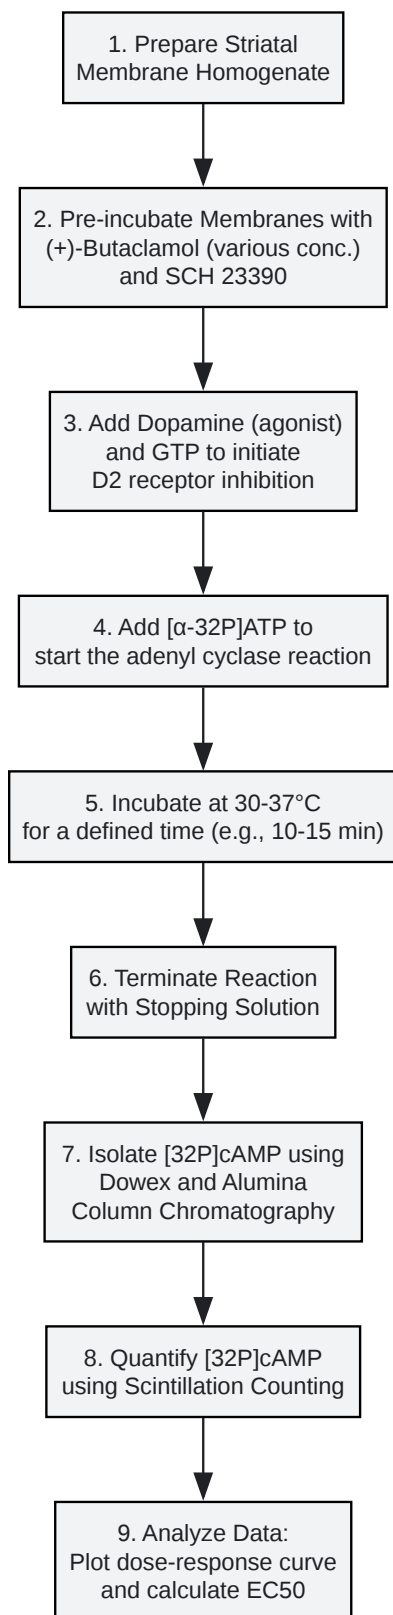 1. Prepare Striatal
Membrane Homogenate
2. Pre-incubate Membranes with
(+)-Butaclamol (various conc.)
and SCH 23390
3. Add Dopamine (agonist)
and GTP to initiate
D2 receptor inhibition
4. Add [α-32P]ATP to
start the adenyl cyclase reaction
5. Incubate at 30-37°C
for a defined time (e.g., 10-15 min)
6. Terminate Reaction
with Stopping Solution
7. Isolate [32P]cAMP using
Dowex and Alumina
Column Chromatography
8. Quantify [32P]cAMP
using Scintillation Counting
9. Analyze Data:
Plot dose-response curve
and calculate EC50